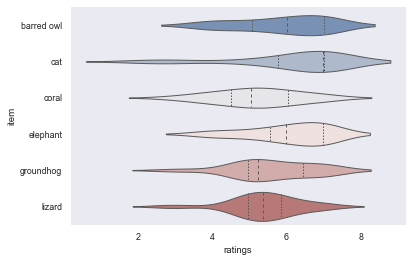 item
barred owl
cat
coral
elephant
groundhog
lizard
2 4 6 8
ratings